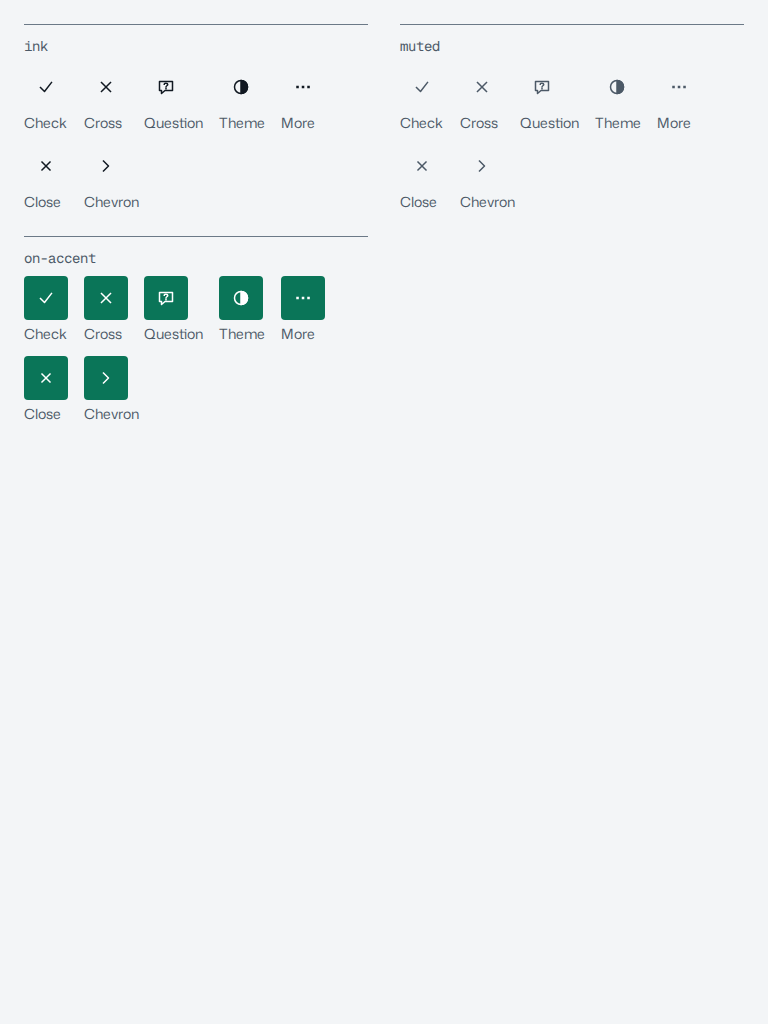 ink
Check Cross Question Theme More
Close Chevron
muted
Check Cross Question Theme More
Close Chevron
on-accent
Check Cross Question Theme More
Close Chevron